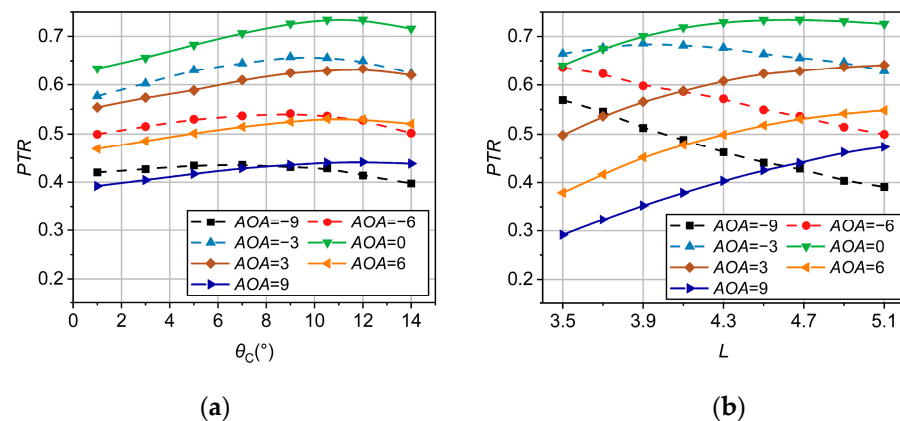 0.7
0.6
0.5
0.4
0.3
0.2
PTR
AOA=−9 AOA=−6
AOA=−3 AOA=0
AOA=3 AOA=6
AOA=9
0 2 4 6 8 10 12 14
θC(°)
(a)
0.7
0.6
0.5
0.4
0.3
0.2
PTR
AOA=−9 AOA=−6
AOA=−3 AOA=0
AOA=3 AOA=6
AOA=9
3.5 3.9 4.3 4.7 5.1
L
(b)